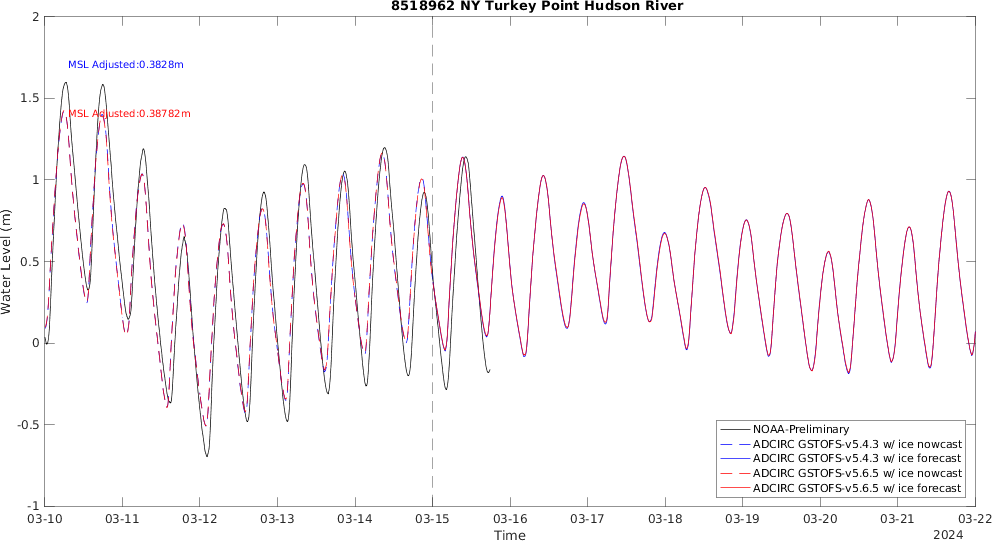 8518962 NY Turkey Point Hudson River
2
1.5
1
0.5
0
-0.5
-1
Water Level (m)
MSL Adjusted:0.3828m
MSL Adjusted:0.38782m
NOAA-Preliminary
ADCIRC GSTOFS-v5.4.3 w/ ice nowcast
ADCIRC GSTOFS-v5.4.3 w/ ice forecast
ADCIRC GSTOFS-v5.6.5 w/ ice nowcast
ADCIRC GSTOFS-v5.6.5 w/ ice forecast
03-10 03-11 03-12 03-13 03-14 03-15 03-16 03-17 03-18 03-19 03-20 03-21 03-22
Time
2024